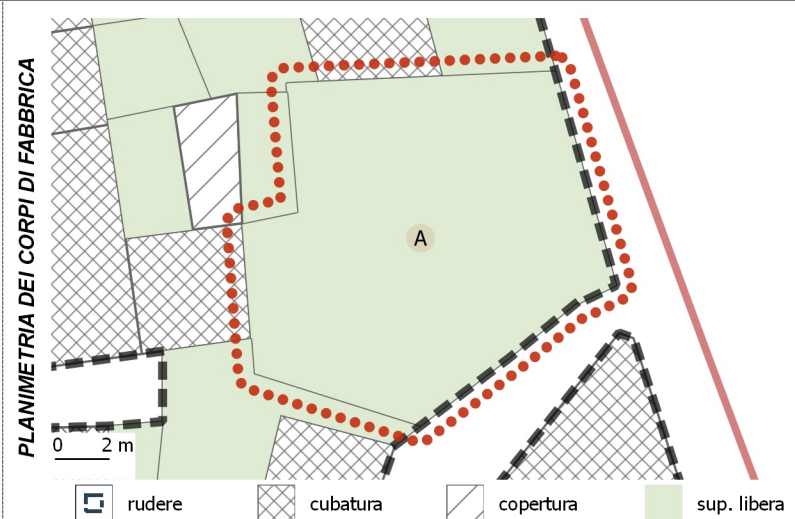 PLANIMETRIA DEI CORPI DI FABBRICA
A
0 2 m
rudere cubatura copertura sup. libera